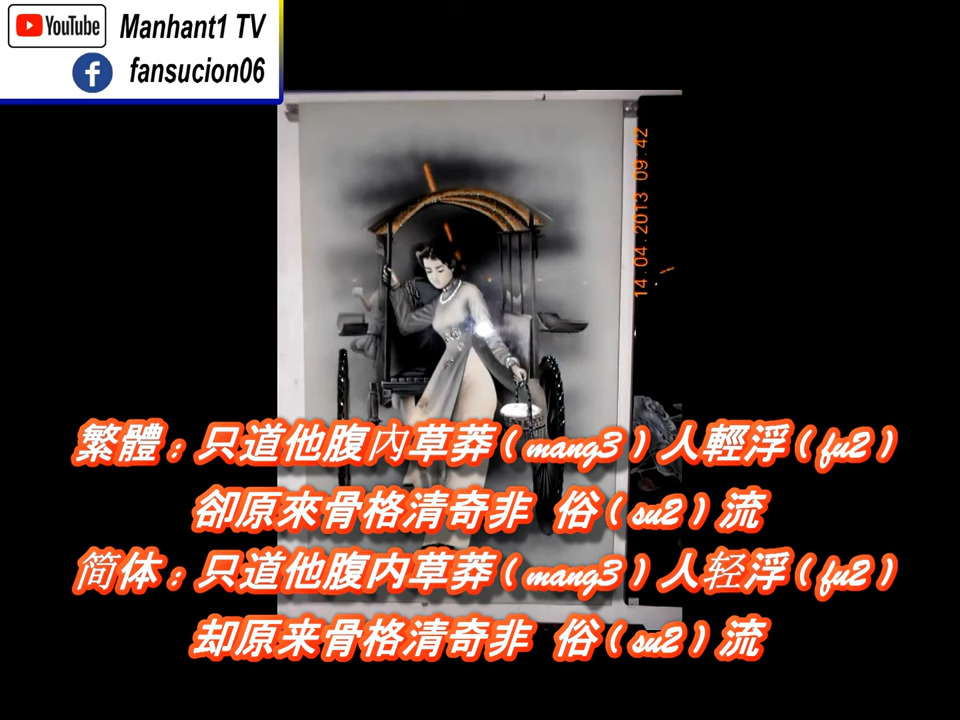 YouTube Manhant1 TV
fansucion06
14.04.2013 09:42
繁體：只道他腹內草莽（mang3）人輕浮（fu2）
卻原來骨格清奇非 俗（su2）流
简体：只道他腹内草莽（mang3）人轻浮（fu2）
却原来骨格清奇非 俗（su2）流